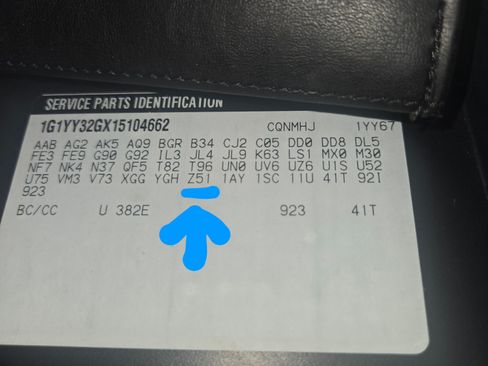 SERVICE PARTS IDENTIFICATION
1G1YY32GX15104662 CQNMHJ 1YY67
AAB AG2 AK5 AQ9 BGR B34 CJ2 C05 DD0 DD8 DL5
FE3 FE9 G90 G92 IL3 JL4 JL9 K63 LS1 MX0 M30
NF7 NK4 N37 QF5 T82 T96 UN0 UV6 UZ6 U1S U52
U75 VM3 V73 XGG YGH Z51 1AY 1SC 1IU 41T 92I
923
BC/CC U 382E 923 41T